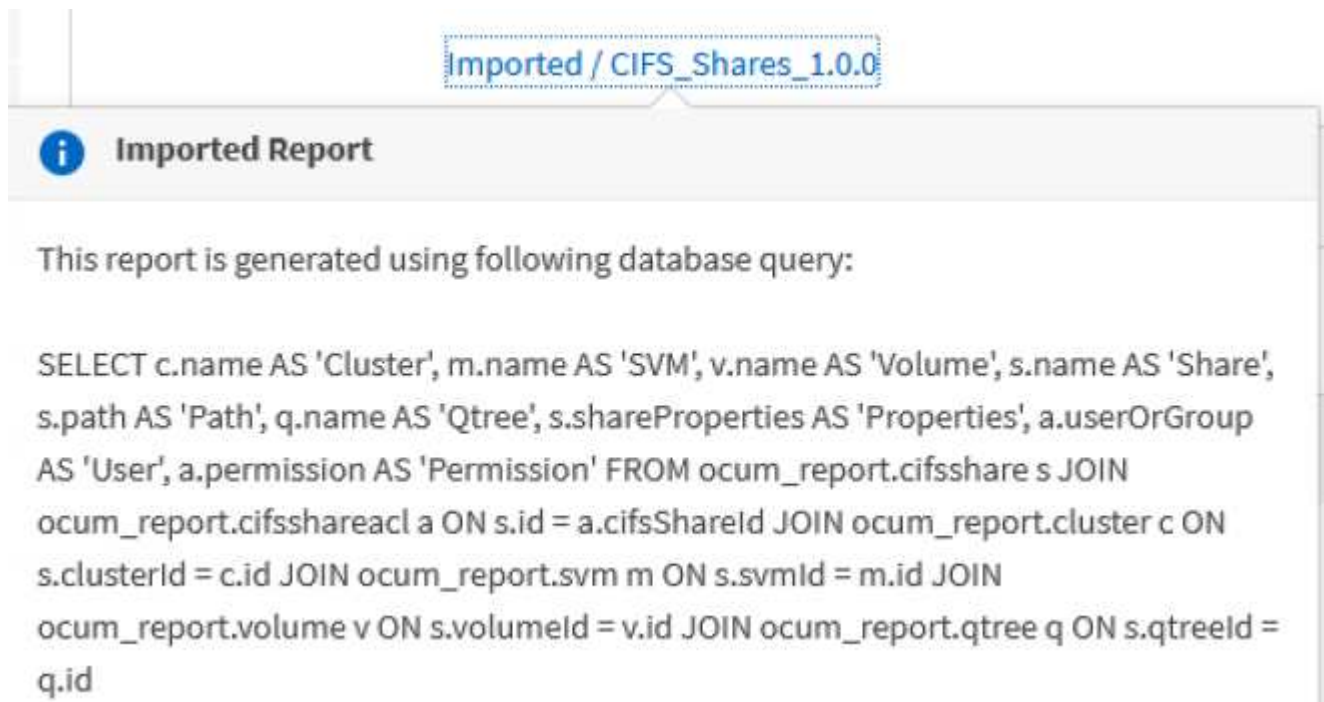 Imported / CIFS_Shares_1.0.0
Imported Report
This report is generated using following database query:
SELECT c.name AS 'Cluster', m.name AS 'SVM', v.name AS 'Volume', s.name AS 'Share',
s.path AS 'Path', q.name AS 'Qtree', s.shareProperties AS 'Properties', a.userOrGroup
AS 'User', a.permission AS 'Permission' FROM ocum_report.cifsshare s JOIN
ocum_report.cifsshareacl a ON s.id = a.cifsShareId JOIN ocum_report.cluster c ON
s.clusterId = c.id JOIN ocum_report.svm m ON s.svmId = m.id JOIN
ocum_report.volume v ON s.volumeId = v.id JOIN ocum_report.qtree q ON s.qtreeId =
q.id